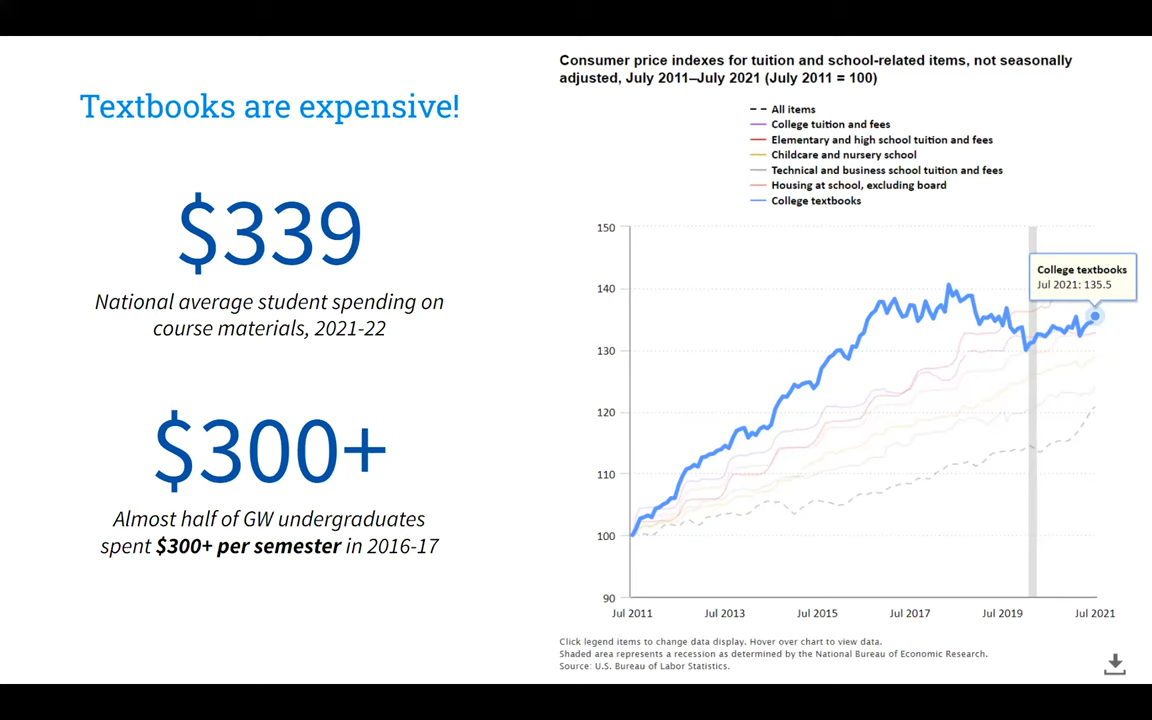 Textbooks are expensive!
$339
National average student spending on
course materials, 2021-22
$300+
Almost half of GW undergraduates
spent $300+ per semester in 2016-17
Consumer price indexes for tuition and school-related items, not seasonally
adjusted, July 2011–July 2021 (July 2011 = 100)
All items
College tuition and fees
Elementary and high school tuition and fees
Childcare and nursery school
Technical and business school tuition and fees
Housing at school, excluding board
College textbooks
150
140
130
120
110
100
90
College textbooks
Jul 2021: 135.5
Jul 2011
Jul 2013
Jul 2015
Jul 2017
Jul 2019
Jul 2021
Click legend items to change data display. Hover over chart to view data.
Shaded area represents a recession as determined by the National Bureau of Economic Research.
Source: U.S. Bureau of Labor Statistics.